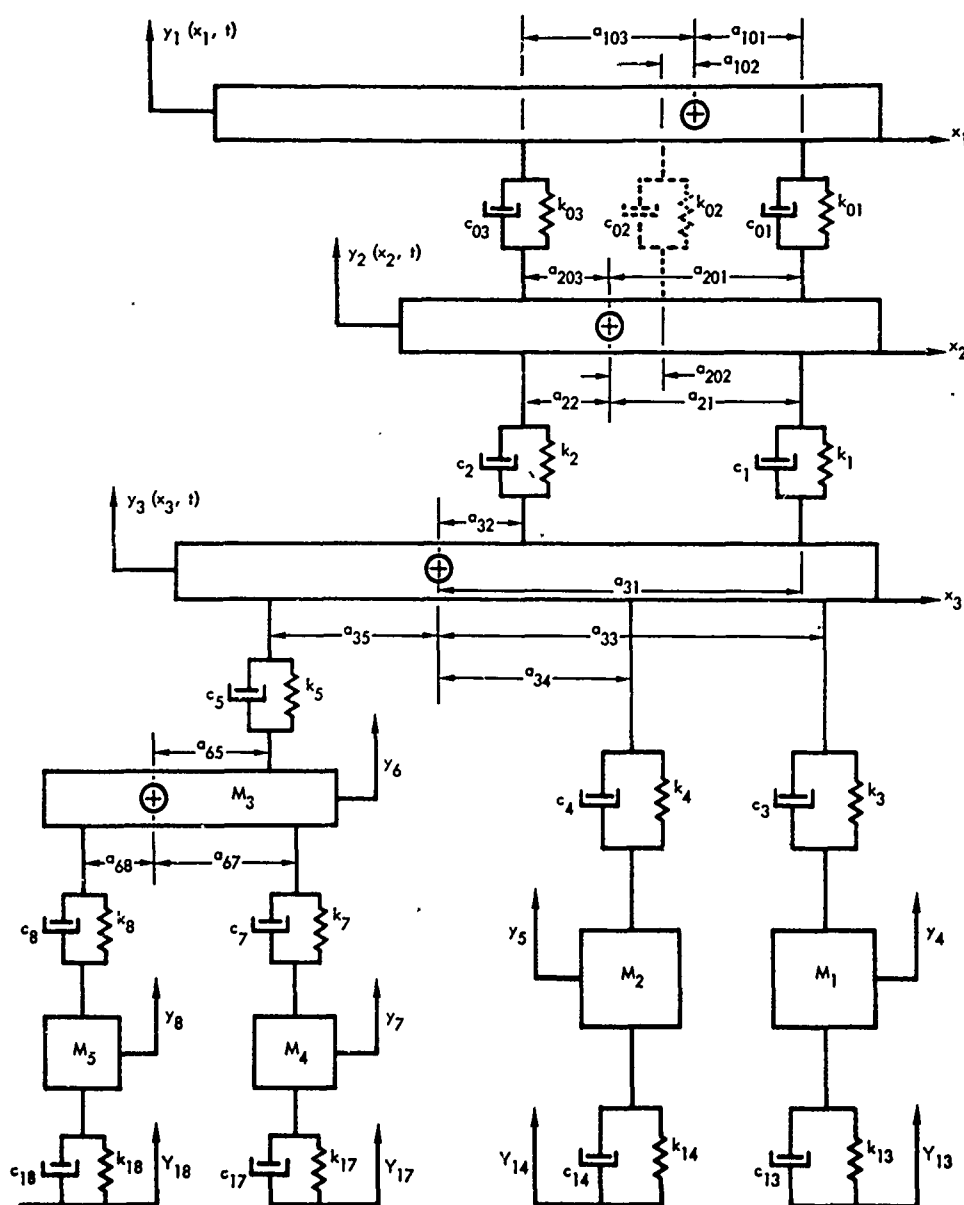 y1 (x1, t)
a103
a101
a102
x1
c03
k03
c02
k02
c01
k01
y2 (x2, t)
a203
a201
x2
a202
a22
a21
c2
k2
c1
k1
y3 (x3, t)
a32
a31
x3
a35
a33
a34
c5
k5
a65
y6
M3
c4
k4
c3
k3
a68
a67
c8
k8
c7
k7
y5
y4
M2
M1
y8
y7
M5
M4
c18
k18
Y18
c17
k17
Y17
Y14
c14
k14
c13
k13
Y13